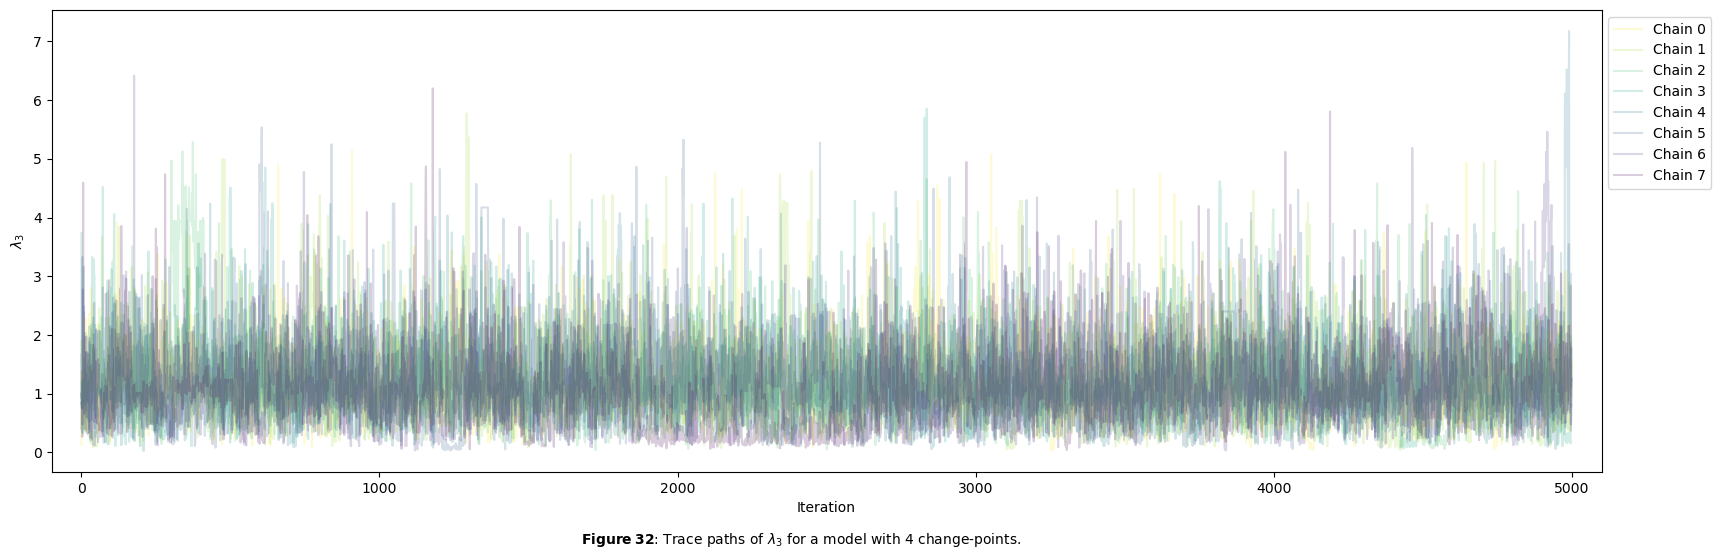 7
6
5
4
3
2
1
0
λ3
0 1000 2000 3000 4000 5000
Iteration
Chain 0
Chain 1
Chain 2
Chain 3
Chain 4
Chain 5
Chain 6
Chain 7
Figure 32: Trace paths of λ3 for a model with 4 change-points.